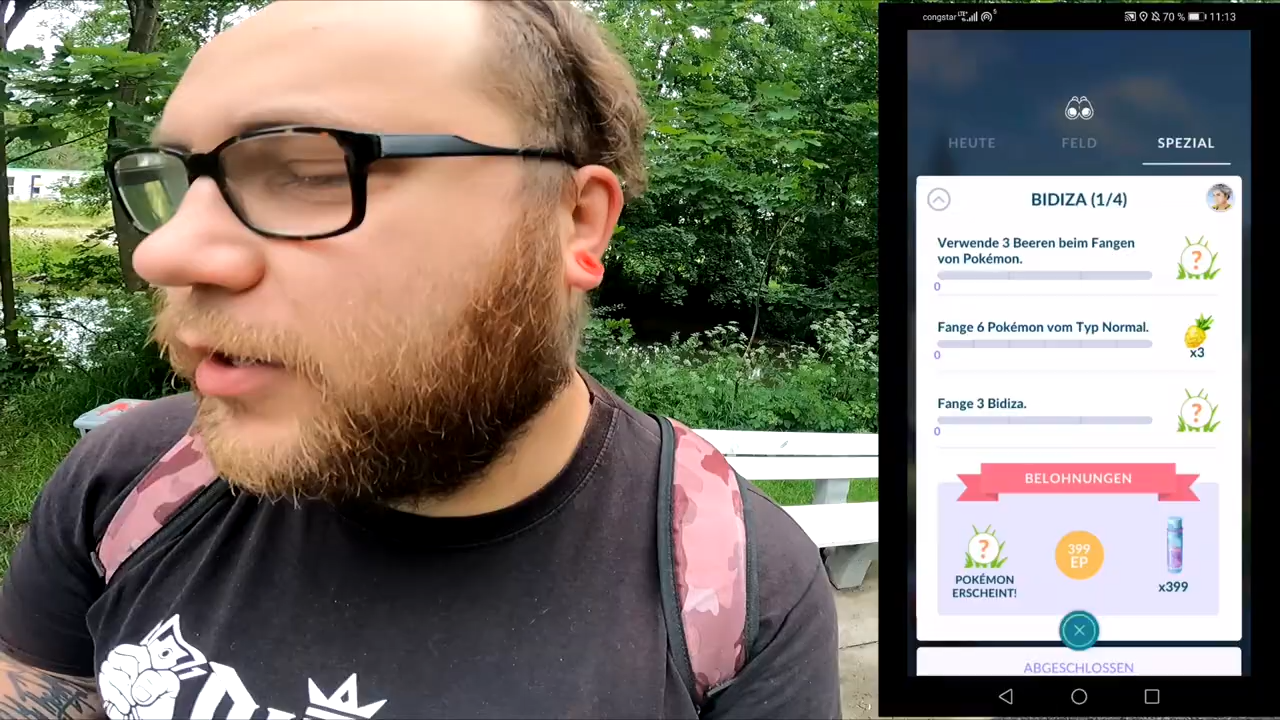 congstar
70 %
11:13
HEUTE
FELD
SPEZIAL
BIDIZA (1/4)
Verwende 3 Beeren beim Fangen
von Pokémon.
?
0
Fange 6 Pokémon vom Typ Normal.
x3
0
Fange 3 Bidiza.
?
0
BELOHNUNGEN
?
POKÉMON
ERSCHEINT!
399
EP
x399
ABGESCHLOSSEN